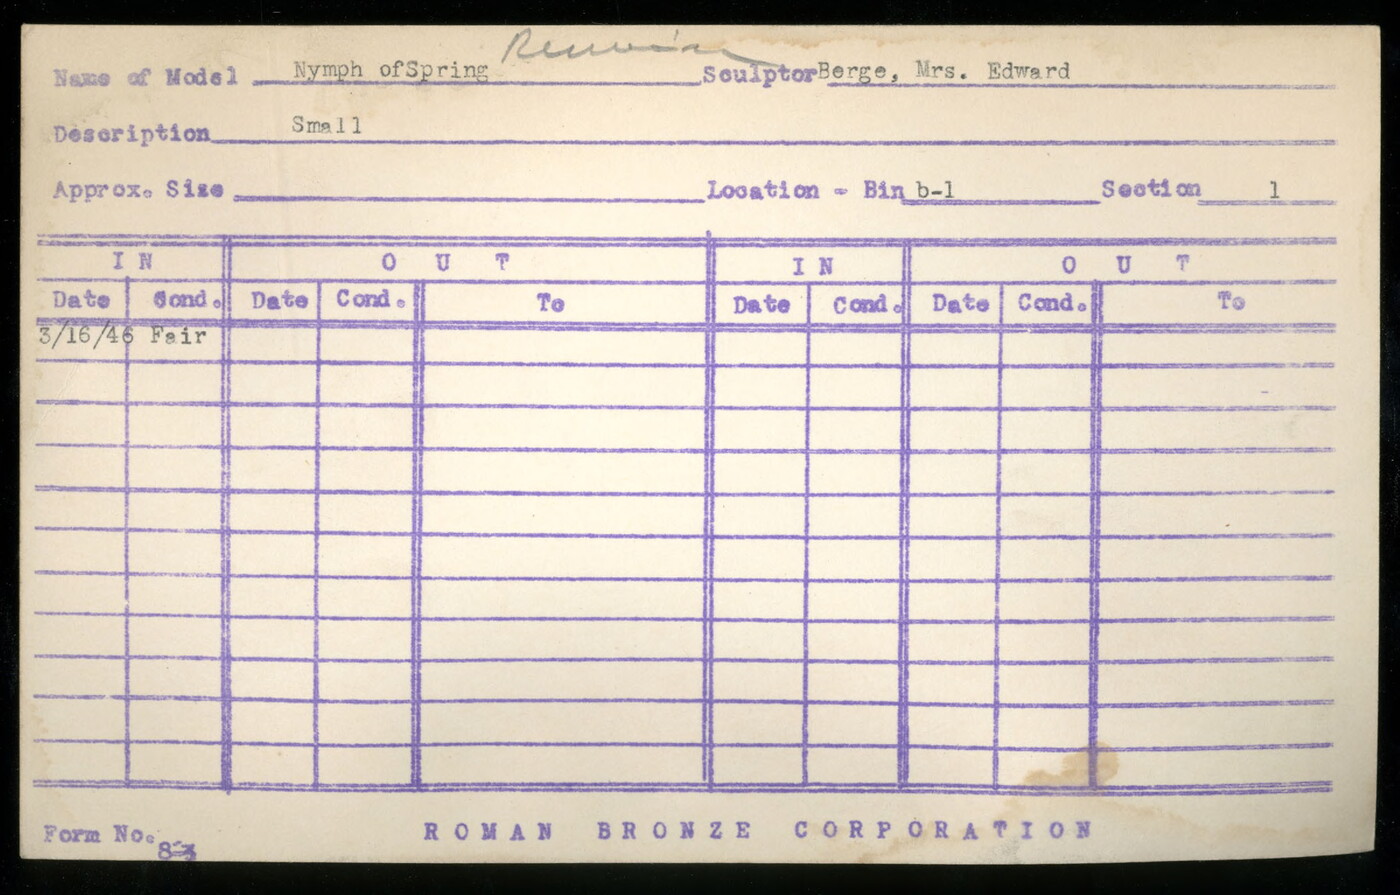 Name of Model Nymph ofSpring Sculptor Berge, Mrs. Edward
Description Small
Approx. Size Location - Bin b-1 Section 1
IN OUT IN OUT
Date Cond. Date Cond. To Date Cond. Date Cond. To
3/16/46 Fair
Form No. ROMAN BRONZE CORPORATION